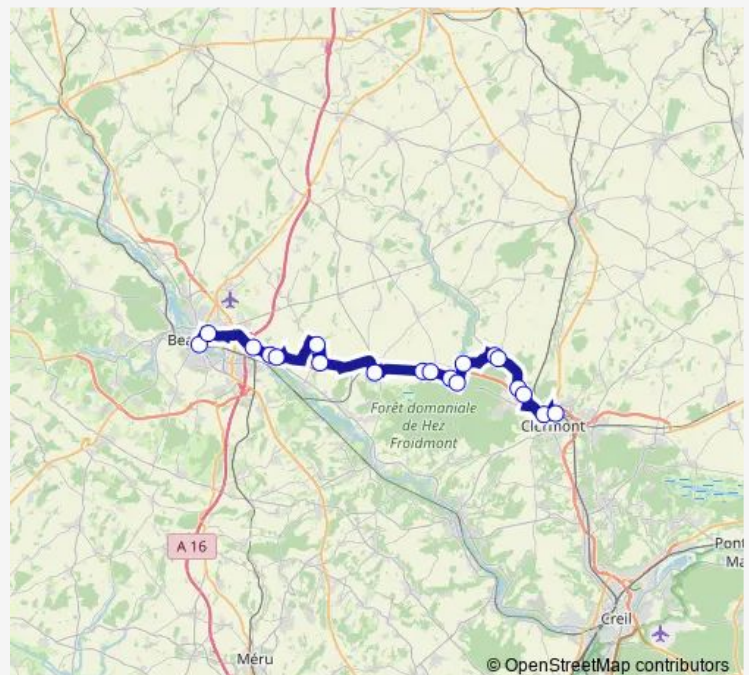 Bea
Forêt domaniale
de Hez
Froidmont
Clermont
A 16
Pont
Ma
Creil
Méru
© OpenStreetMap contributors